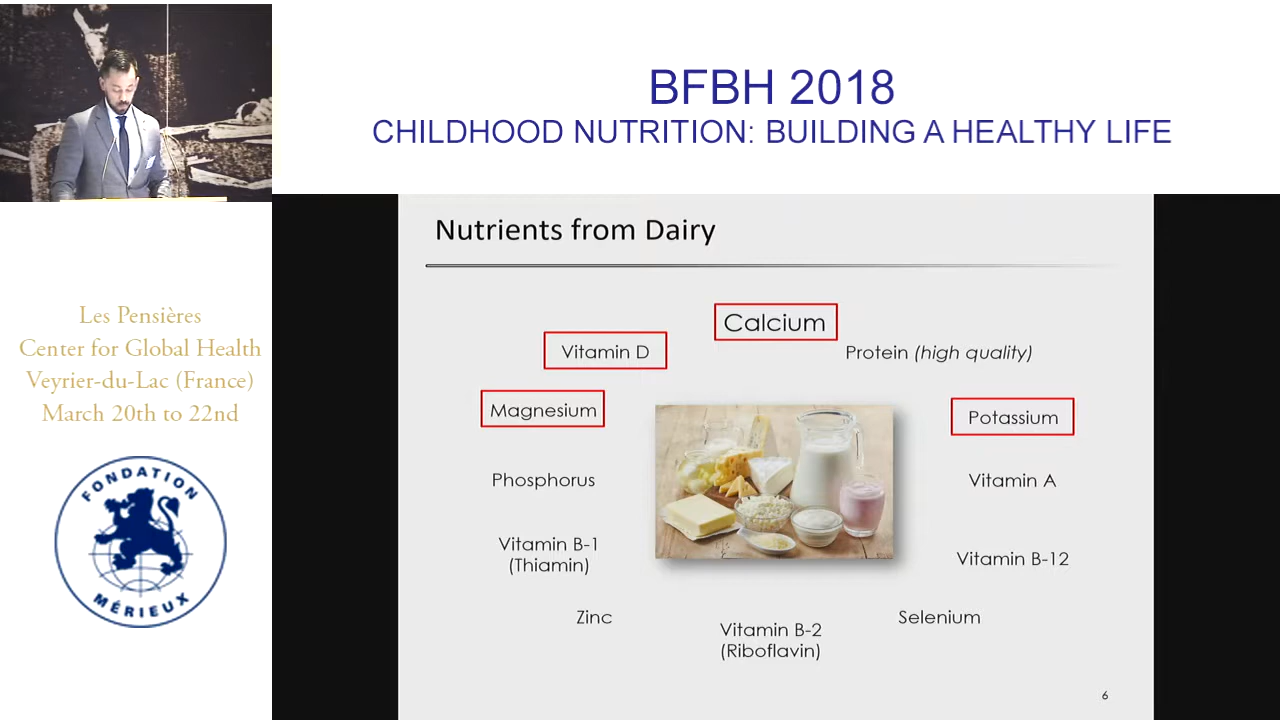 BFBH 2018
CHILDHOOD NUTRITION: BUILDING A HEALTHY LIFE
Les Pensières
Center for Global Health
Veyrier-du-Lac (France)
March 20th to 22nd
FONDATION
MÉRIEUX
Nutrients from Dairy
Calcium
Vitamin D
Protein (high quality)
Magnesium
Potassium
Phosphorus
Vitamin A
Vitamin B-1
(Thiamin)
Vitamin B-12
Zinc
Selenium
Vitamin B-2
(Riboflavin)
6